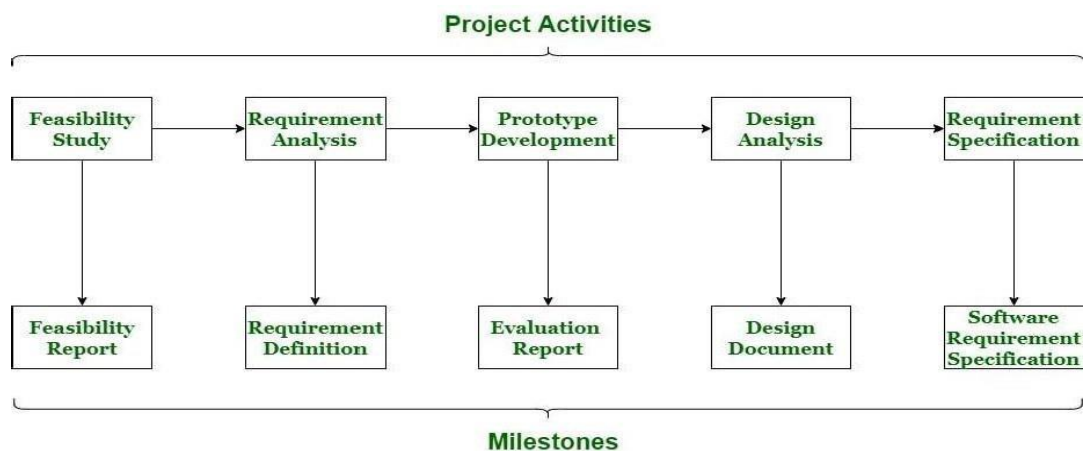 Project Activities
Feasibility
Study
Requirement
Analysis
Prototype
Development
Design
Analysis
Requirement
Specification
Feasibility
Report
Requirement
Definition
Evaluation
Report
Design
Document
Software
Requirement
Specification
Milestones